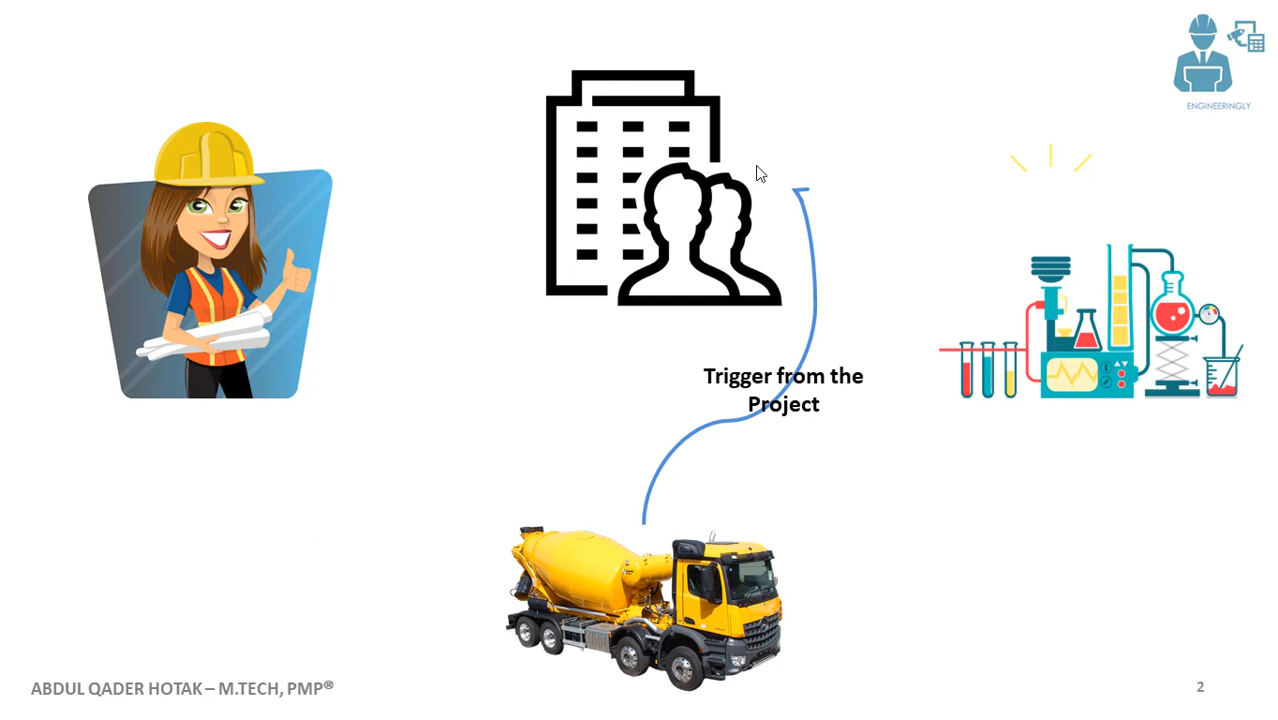 ENGINEERINGLY
Trigger from the
Project
ABDUL QADER HOTAK – M.TECH, PMP®
2